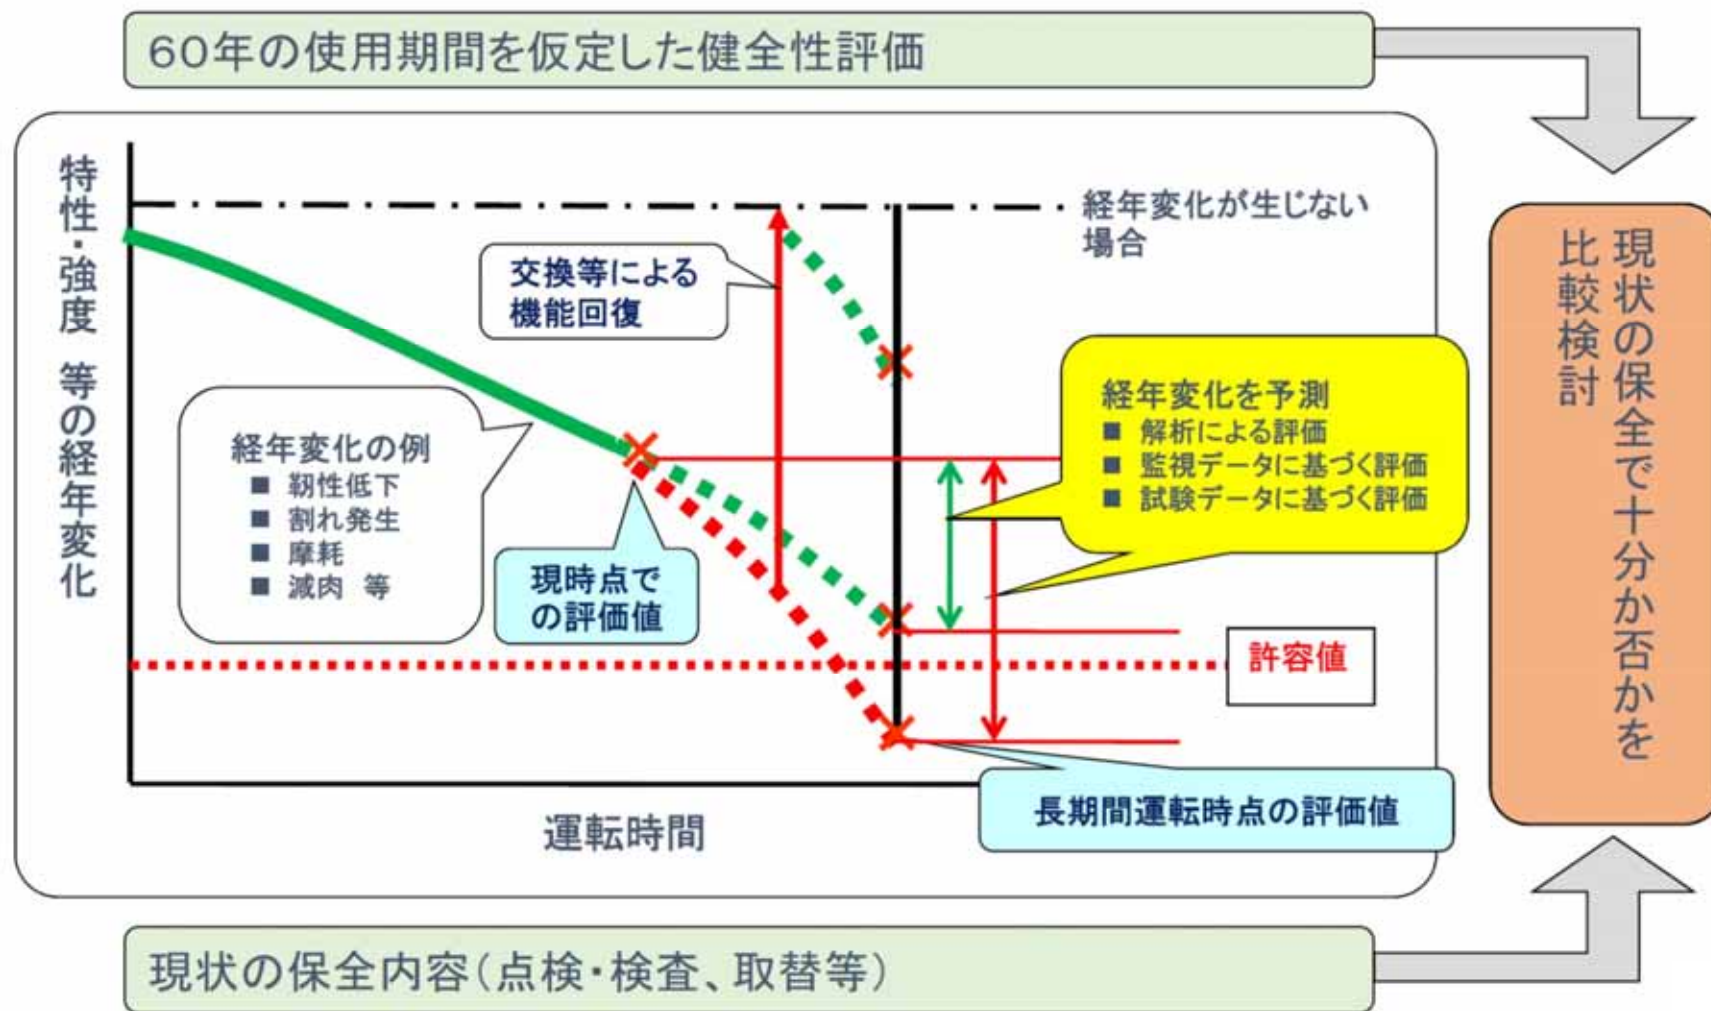 60年の使用期間を仮定した健全性評価
特性・強度 等の経年変化
経年変化が生じない
場合
交換等による
機能回復
経年変化を予測
■ 解析による評価
■ 監視データに基づく評価
■ 試験データに基づく評価
経年変化の例
■ 靭性低下
■ 割れ発生
■ 摩耗
■ 減肉 等
現時点で
の評価値
許容値
長期間運転時点の評価値
運転時間
現状の保全で十分か否かを
比較検討
現状の保全内容(点検・検査、取替等)